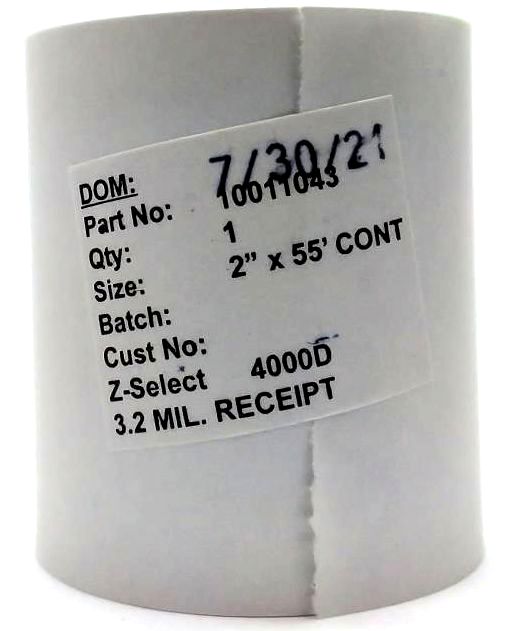 DOM: 7/30/21
Part No: 10011043
Qty: 1
Size: 2" x 55' CONT
Batch:
Cust No:
Z-Select 4000D
3.2 MIL. RECEIPT